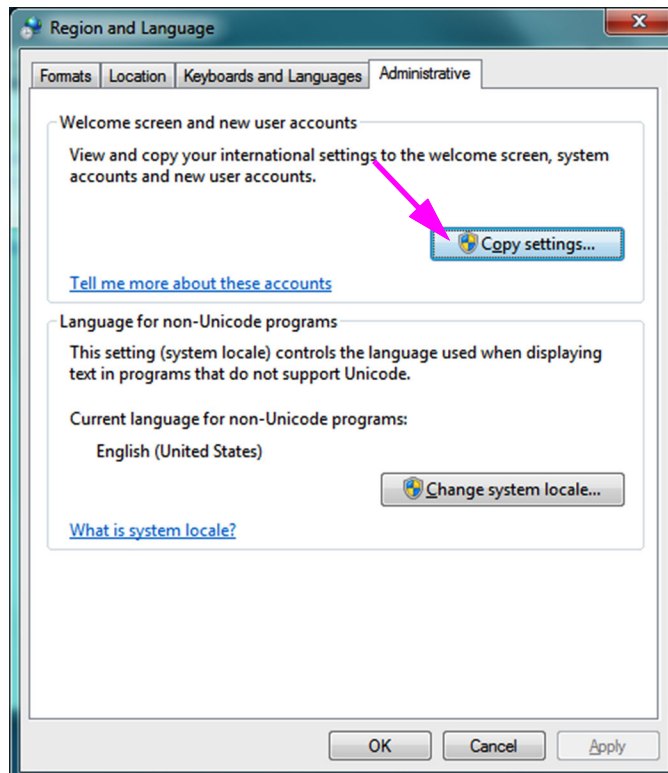 Region and Language
Formats Location Keyboards and Languages Administrative
Welcome screen and new user accounts
View and copy your international settings to the welcome screen, system
accounts and new user accounts.
Copy settings...
Tell me more about these accounts
Language for non-Unicode programs
This setting (system locale) controls the language used when displaying
text in programs that do not support Unicode.
Current language for non-Unicode programs:
English (United States)
Change system locale...
What is system locale?
OK Cancel Apply